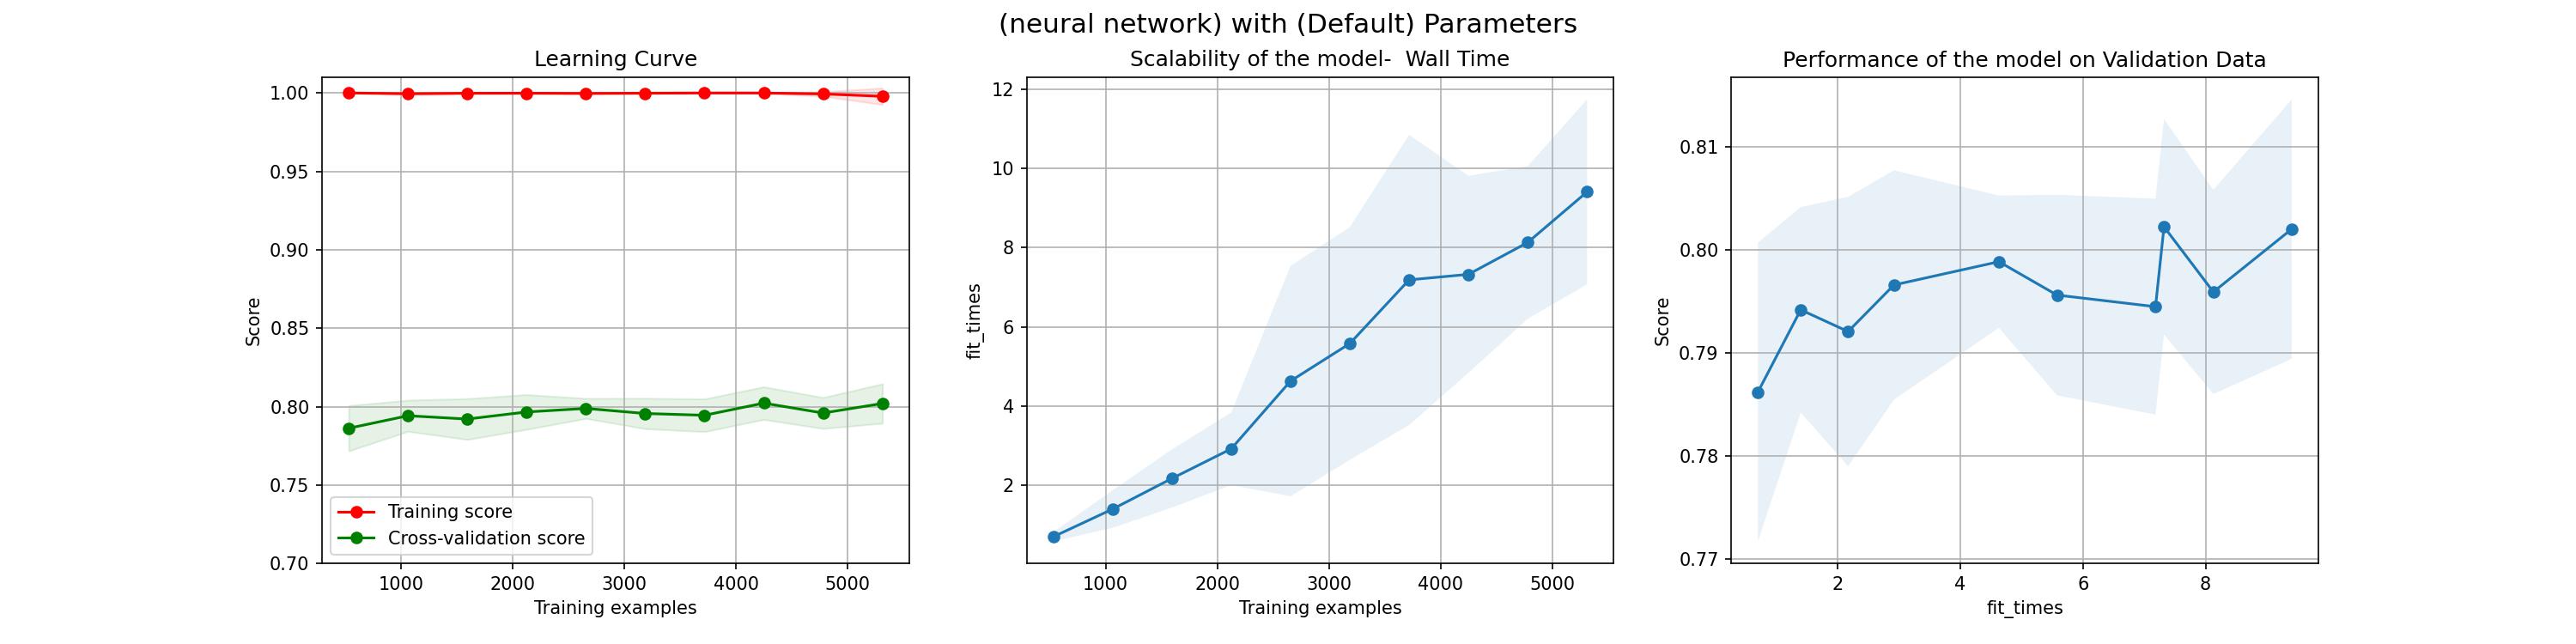 (neural network) with (Default) Parameters
Learning Curve
1.00
0.95
0.90
0.85
0.80
0.75
0.70
Score
Training score
Cross-validation score
1000 2000 3000 4000 5000
Training examples
Scalability of the model-  Wall Time
12
10
8
6
4
2
fit_times
1000 2000 3000 4000 5000
Training examples
Performance of the model on Validation Data
0.81
0.80
0.79
0.78
0.77
Score
2 4 6 8
fit_times